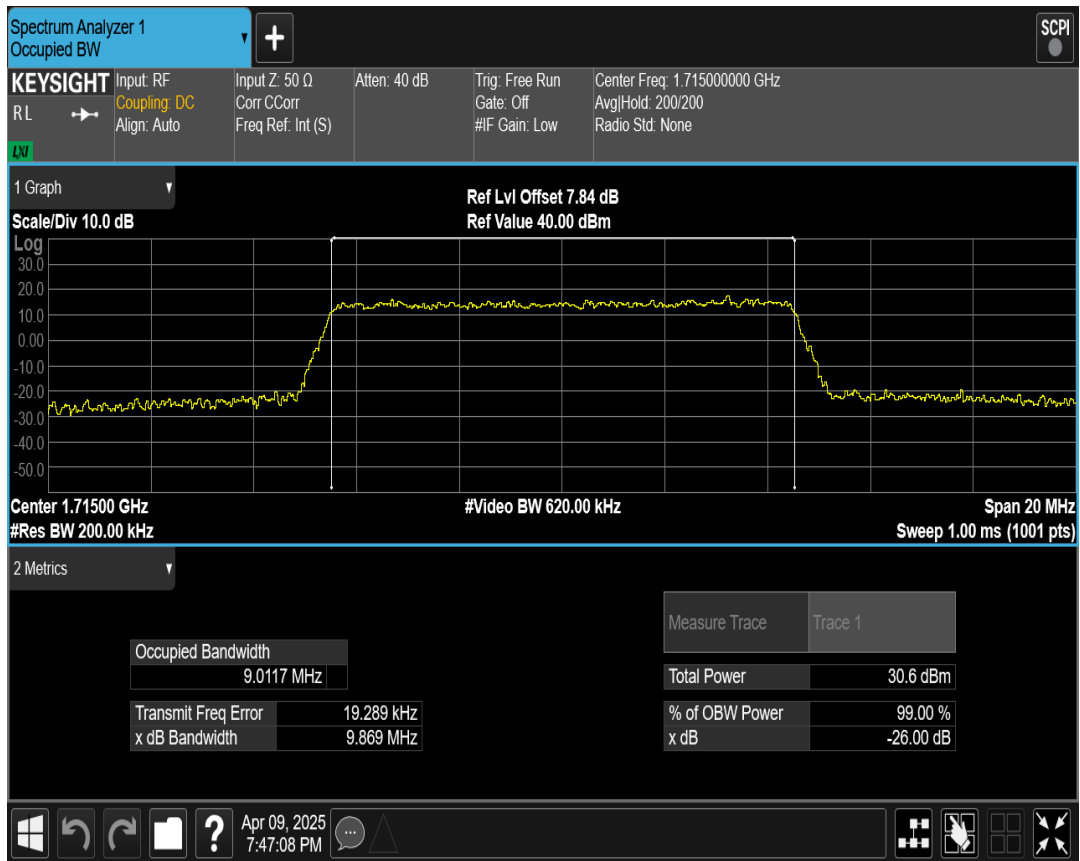 Spectrum Analyzer 1
Occupied BW
+
SCPI
KEYSIGHT
RL
LXI
Input: RF
Coupling: DC
Align: Auto
Input Z: 50 Ω
Corr CCorr
Freq Ref: Int (S)
Atten: 40 dB
Trig: Free Run
Gate: Off
#IF Gain: Low
Center Freq: 1.715000000 GHz
Avg|Hold: 200/200
Radio Std: None
1 Graph
Ref Lvl Offset 7.84 dB
Scale/Div 10.0 dB
Ref Value 40.00 dBm
Log
30.0
20.0
10.0
0.00
-10.0
-20.0
-30.0
-40.0
-50.0
Center 1.71500 GHz
#Video BW 620.00 kHz
Span 20 MHz
#Res BW 200.00 kHz
Sweep 1.00 ms (1001 pts)
2 Metrics
Measure Trace Trace 1
Occupied Bandwidth
9.0117 MHz
Total Power 30.6 dBm
Transmit Freq Error 19.289 kHz
% of OBW Power 99.00 %
x dB Bandwidth 9.869 MHz
x dB -26.00 dB
?
Apr 09, 2025
7:47:08 PM